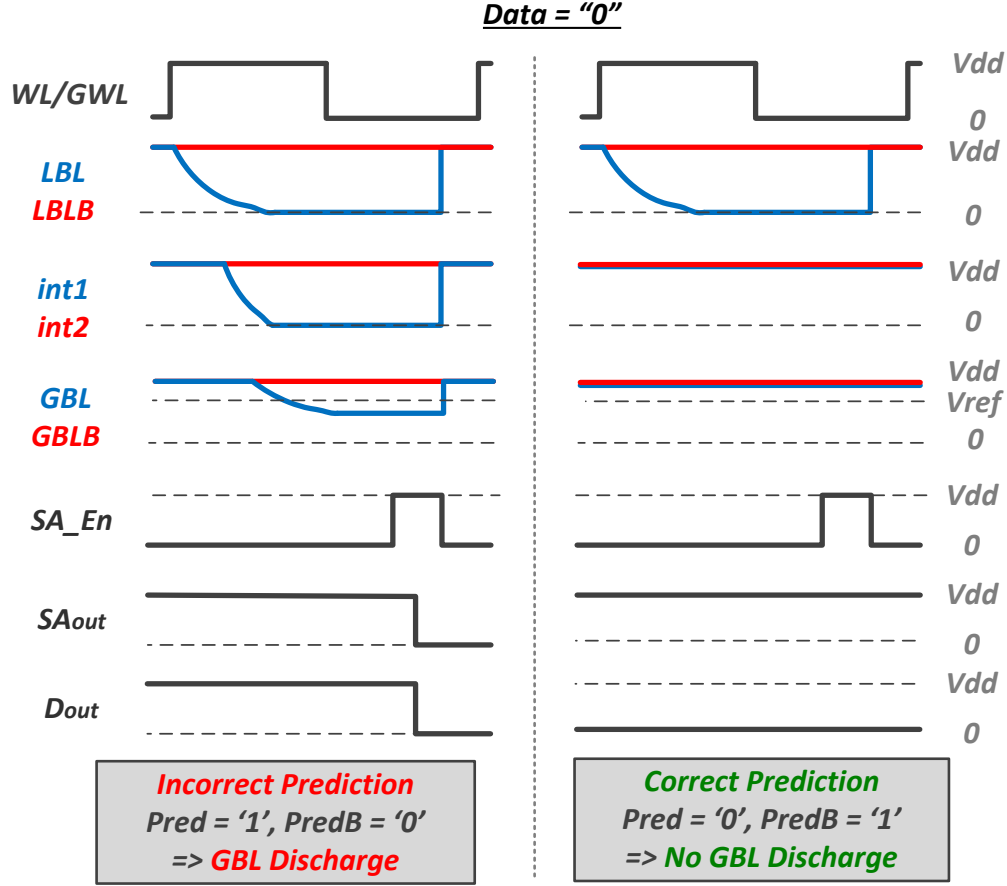 Data = “0”
WL/GWL
Vdd
0
LBL
LBLB
Vdd
0
int1
int2
Vdd
0
GBL
GBLB
Vdd
Vref
0
SA_En
Vdd
0
SAout
Vdd
0
Dout
Vdd
0
Incorrect Prediction
Pred = ‘1’, PredB = ‘0’
=> GBL Discharge
Correct Prediction
Pred = ‘0’, PredB = ‘1’
=> No GBL Discharge